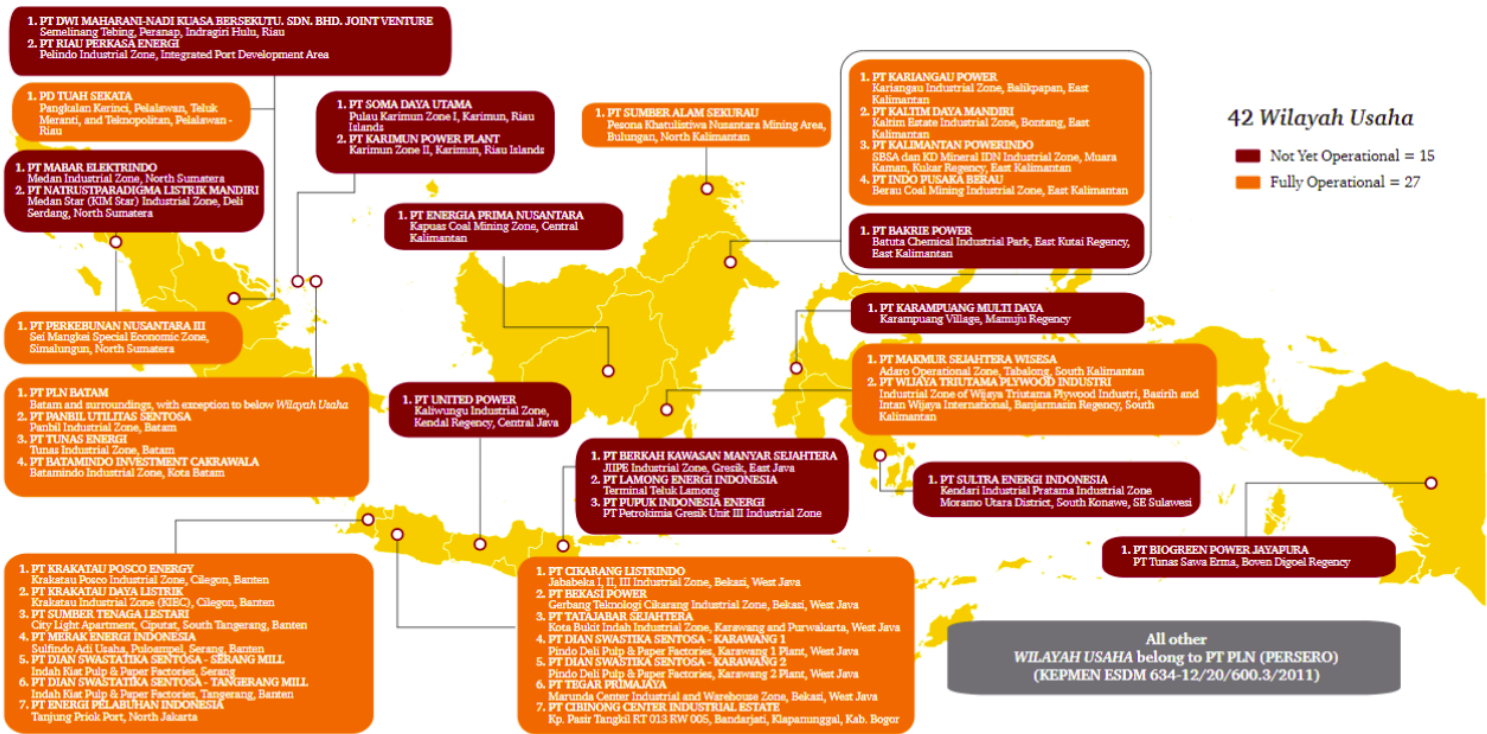 1. PT DWI MAHARANI-NADI KUASA BERSEKUTU. SDN. BHD. JOINT VENTURE
Semelinang Tebing, Peranap, Indragiri Hulu, Riau
2. PT RIAU PERKASA ENERGI
Pelindo Industrial Zone, Integrated Port Development Area
1. PD TUAH SEKATA
Pangkalan Kerinci, Pelalawan, Teluk
Meranti, and Teknopolitan, Pelalawan -
Riau
1. PT MABAR ELEKTRINDO
Medan Industrial Zone, North Sumatera
2. PT NATRUSTPARADIGMA LISTRIK MANDIRI
Medan Star (KIM Star) Industrial Zone, Deli
Serdang, North Sumatera
1. PT SOMA DAYA UTAMA
Pulau Karimun Zone I, Karimun, Riau
Islands
2. PT KARIMUN POWER PLANT
Karimun Zone II, Karimun, Riau Islands
1. PT SUMBER ALAM SEKURAU
Pesona Khatulistiwa Nusantara Mining Area,
Bulungan, North Kalimantan
1. PT ENERGIA PRIMA NUSANTARA
Kapuas Coal Mining Zone, Central
Kalimantan
1. PT KARIANGAU POWER
Kariangau Industrial Zone, Balikpapan, East
Kalimantan
2. PT KALTIM DAYA MANDIRI
Kaltim Estate Industrial Zone, Bontang, East
Kalimantan
3. PT KALIMANTAN POWERINDO
SBSA dan KD Mineral IDN Industrial Zone, Muara
Kaman, Kukar Regency, East Kalimantan
4. PT INDO PUSAKA BERAU
Berau Coal Mining Industrial Zone, East Kalimantan
1. PT BAKRIE POWER
Batuta Chemical Industrial Park, East Kutai Regency,
East Kalimantan
42 Wilayah Usaha
Not Yet Operational = 15
Fully Operational = 27
1. PT KARAMPUANG MULTI DAYA
Karampuang Village, Mamuju Regency
1. PT PERKEBUNAN NUSANTARA III
Sei Mangkei Special Economic Zone,
Simalungun, North Sumatera
1. PT MAKMUR SEJAHTERA WISESA
Adaro Operational Zone, Tabalong, South Kalimantan
2. PT WIJAYA TRIUTAMA PLYWOOD INDUSTRI
Industrial Zone of Wijaya Triutama Plywood Industri, Basirih and
Intan Wijaya International, Banjarmasin Regency, South
Kalimantan
1. PT PLN BATAM
Batam and surroundings, with exception to below Wilayah Usaha
2. PT PANBIL UTILITAS SENTOSA
Panbil Industrial Zone, Batam
3. PT TUNAS ENERGI
Tunas Industrial Zone, Batam
4. PT BATAMINDO INVESTMENT CAKRAWALA
Batamindo Industrial Zone, Kota Batam
1. PT UNITED POWER
Kaliwungu Industrial Zone,
Kendal Regency, Central Java
1. PT BERKAH KAWASAN MANYAR SEJAHTERA
JIIPE Industrial Zone, Gresik, East Java
2. PT LAMONG ENERGI INDONESIA
Terminal Teluk Lamong
3. PT PUPUK INDONESIA ENERGI
PT Petrokimia Gresik Unit III Industrial Zone
1. PT SULTRA ENERGI INDONESIA
Kendari Industrial Pratama Industrial Zone
Moramo Utara District, South Konawe, SE Sulawesi
1. PT BIOGREEN POWER JAYAPURA
PT Tunas Sawa Erma, Boven Digoel Regency
1. PT KRAKATAU POSCO ENERGY
Krakatau Posco Industrial Zone, Cilegon, Banten
2. PT KRAKATAU DAYA LISTRIK
Krakatau Industrial Zone (KIEC), Cilegon, Banten
3. PT SUMBER TENAGA LESTARI
City Light Apartment, Ciputat, South Tangerang, Banten
4. PT MERAK ENERGI INDONESIA
Sulfindo Adi Usaha, Puloampel, Serang, Banten
5. PT DIAN SWASTATIKA SENTOSA - SERANG MILL
Indah Kiat Pulp & Paper Factories, Serang
6. PT DIAN SWASTATIKA SENTOSA - TANGERANG MILL
Indah Kiat Pulp & Paper Factories, Tangerang, Banten
7. PT ENERGI PELABUHAN INDONESIA
Tanjung Priok Port, North Jakarta
1. PT CIKARANG LISTRINDO
Jababeka I, II, III Industrial Zone, Bekasi, West Java
2. PT BEKASI POWER
Gerbang Teknologi Cikarang Industrial Zone, Bekasi, West Java
3. PT TATAJABAR SEJAHTERA
Kota Bukit Indah Industrial Zone, Karawang and Purwakarta, West Java
4. PT DIAN SWASTIKA SENTOSA - KARAWANG 1
Pindo Deli Pulp & Paper Factories, Karawang 1 Plant, West Java
5. PT DIAN SWASTIKA SENTOSA - KARAWANG 2
Pindo Deli Pulp & Paper Factories, Karawang 2 Plant, West Java
6. PT TEGAR PRIMAJAYA
Marunda Center Industrial and Warehouse Zone, Bekasi, West Java
7. PT CIBINONG CENTER INDUSTRIAL ESTATE
Kp. Pasir Tangkil RT 013 RW 005, Bandarjati, Klapanunggal, Kab. Bogor
All other
WILAYAH USAHA belong to PT PLN (PERSERO)
(KEPMEN ESDM 634-12/20/600.3/2011)